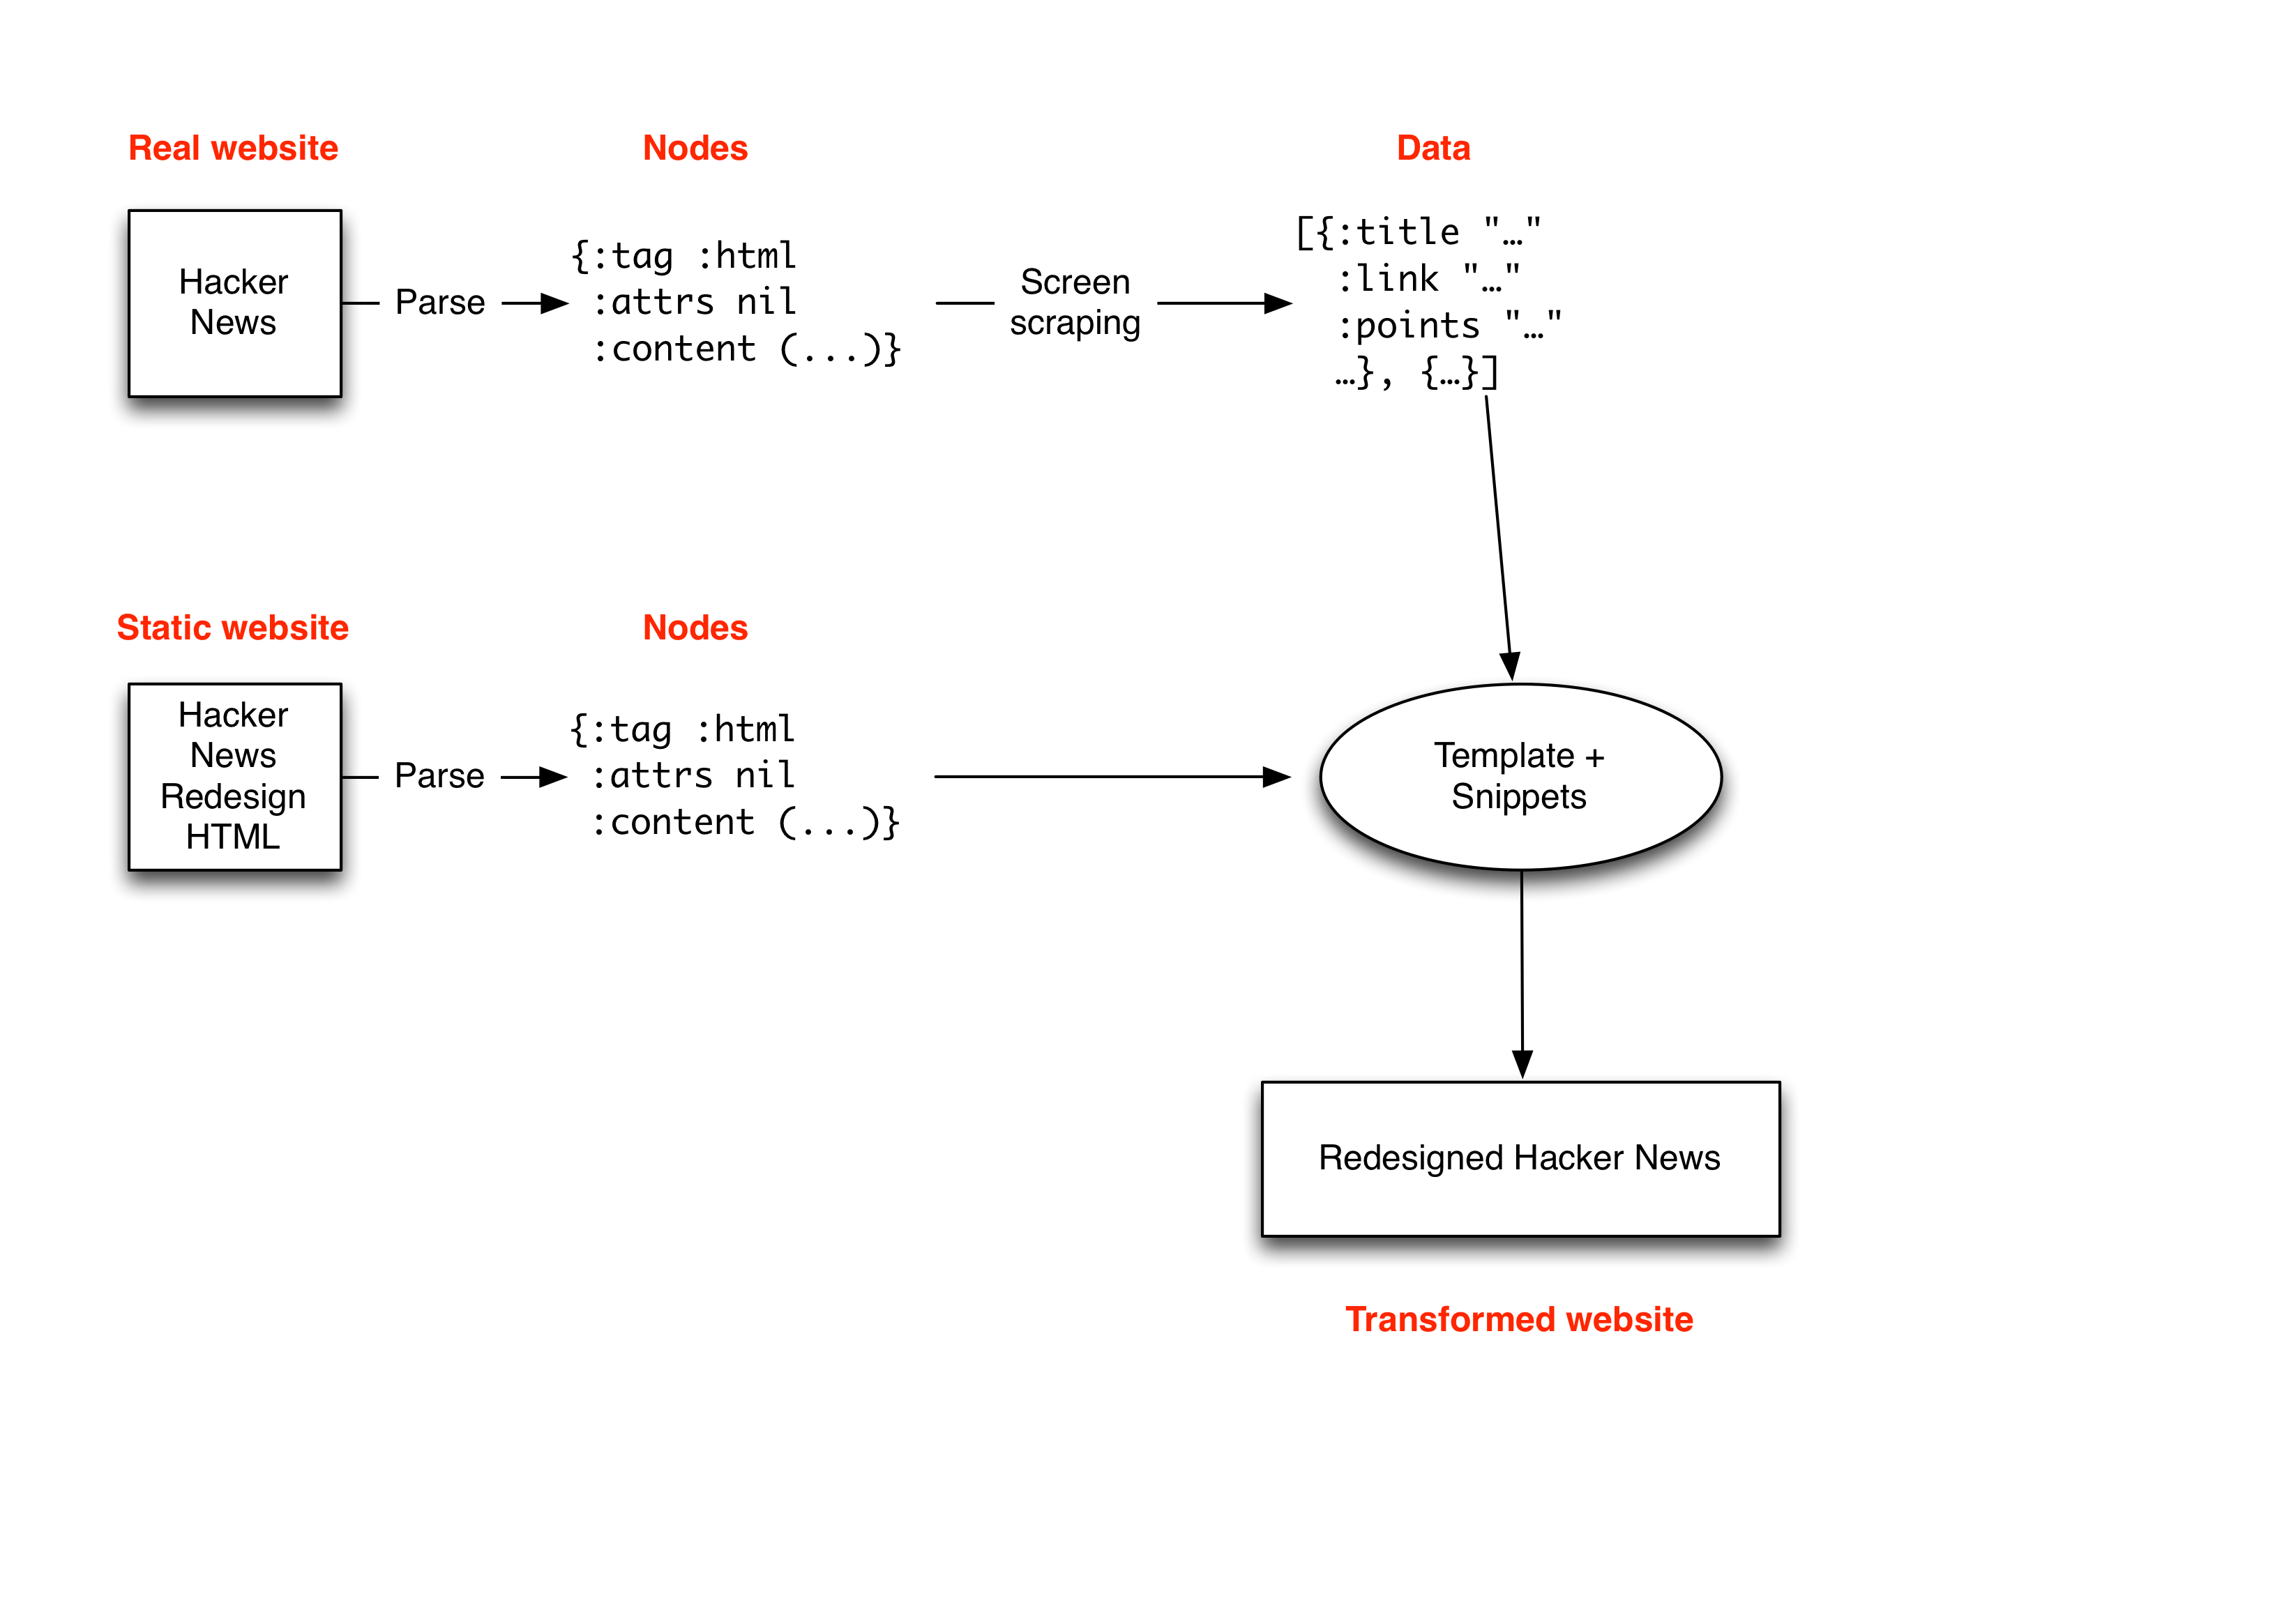 Real website
Nodes
Data
Hacker
News
Parse
{:tag :html
:attrs nil
:content (...)}
Screen
scraping
[{:title "…"
:link "…"
:points "…"
…}, {…}]
Static website
Nodes
Hacker
News
Redesign
HTML
Parse
{:tag :html
:attrs nil
:content (...)}
Template +
Snippets
Redesigned Hacker News
Transformed website